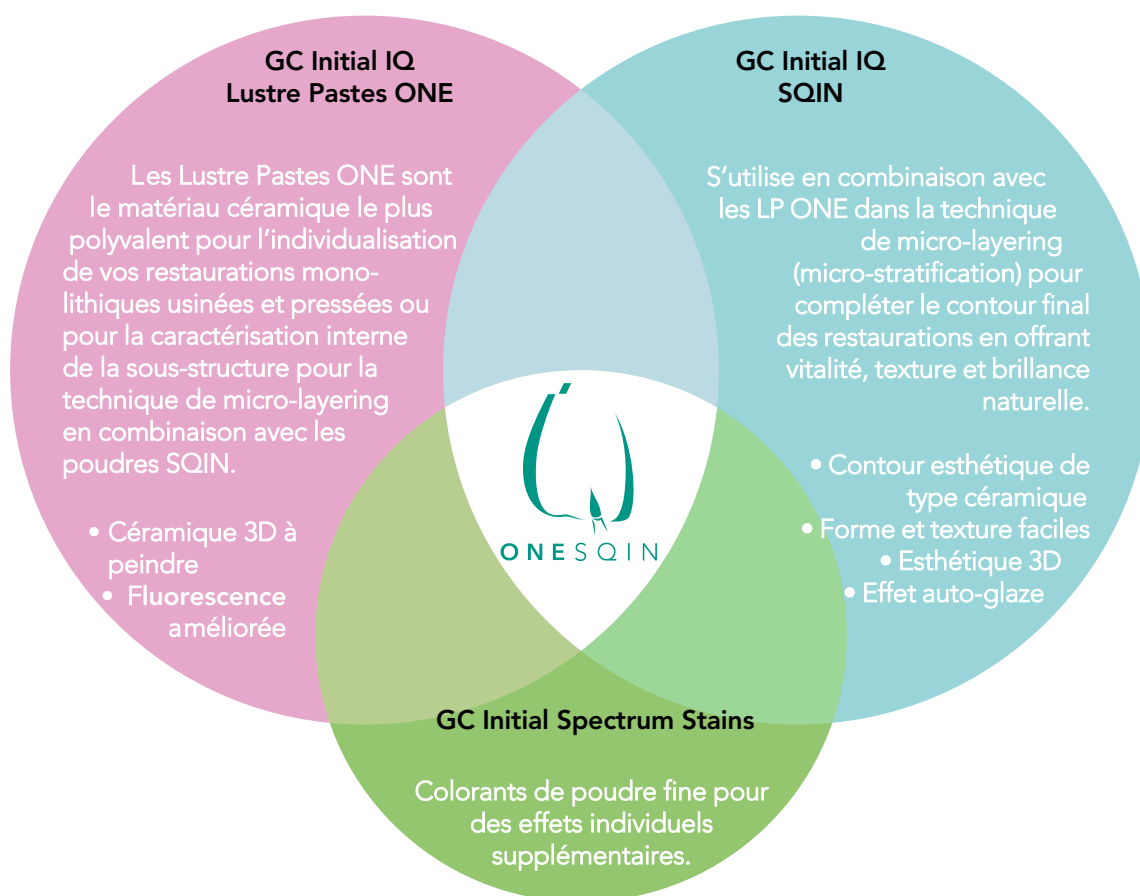 GC Initial IQ
Lustre Pastes ONE
Les Lustre Pastes ONE sont
le matériau céramique le plus
polyvalent pour l'individualisation
de vos restaurations mono-
lithiques usinées et pressées ou
pour la caractérisation interne
de la sous-structure pour la
technique de micro-layering
en combinaison avec les
poudres SQIN.
• Céramique 3D à
peindre
• Fluorescence
améliorée
GC Initial IQ
SQIN
S'utilise en combinaison avec
les LP ONE dans la technique
de micro-layering
(micro-stratification) pour
compléter le contour final
des restaurations en offrant
vitalité, texture et brillance
naturelle.
• Contour esthétique de
type céramique
• Forme et texture faciles
• Esthétique 3D
• Effet auto-glaze
ONESQIN
GC Initial Spectrum Stains
Colorants de poudre fine pour
des effets individuels
supplémentaires.